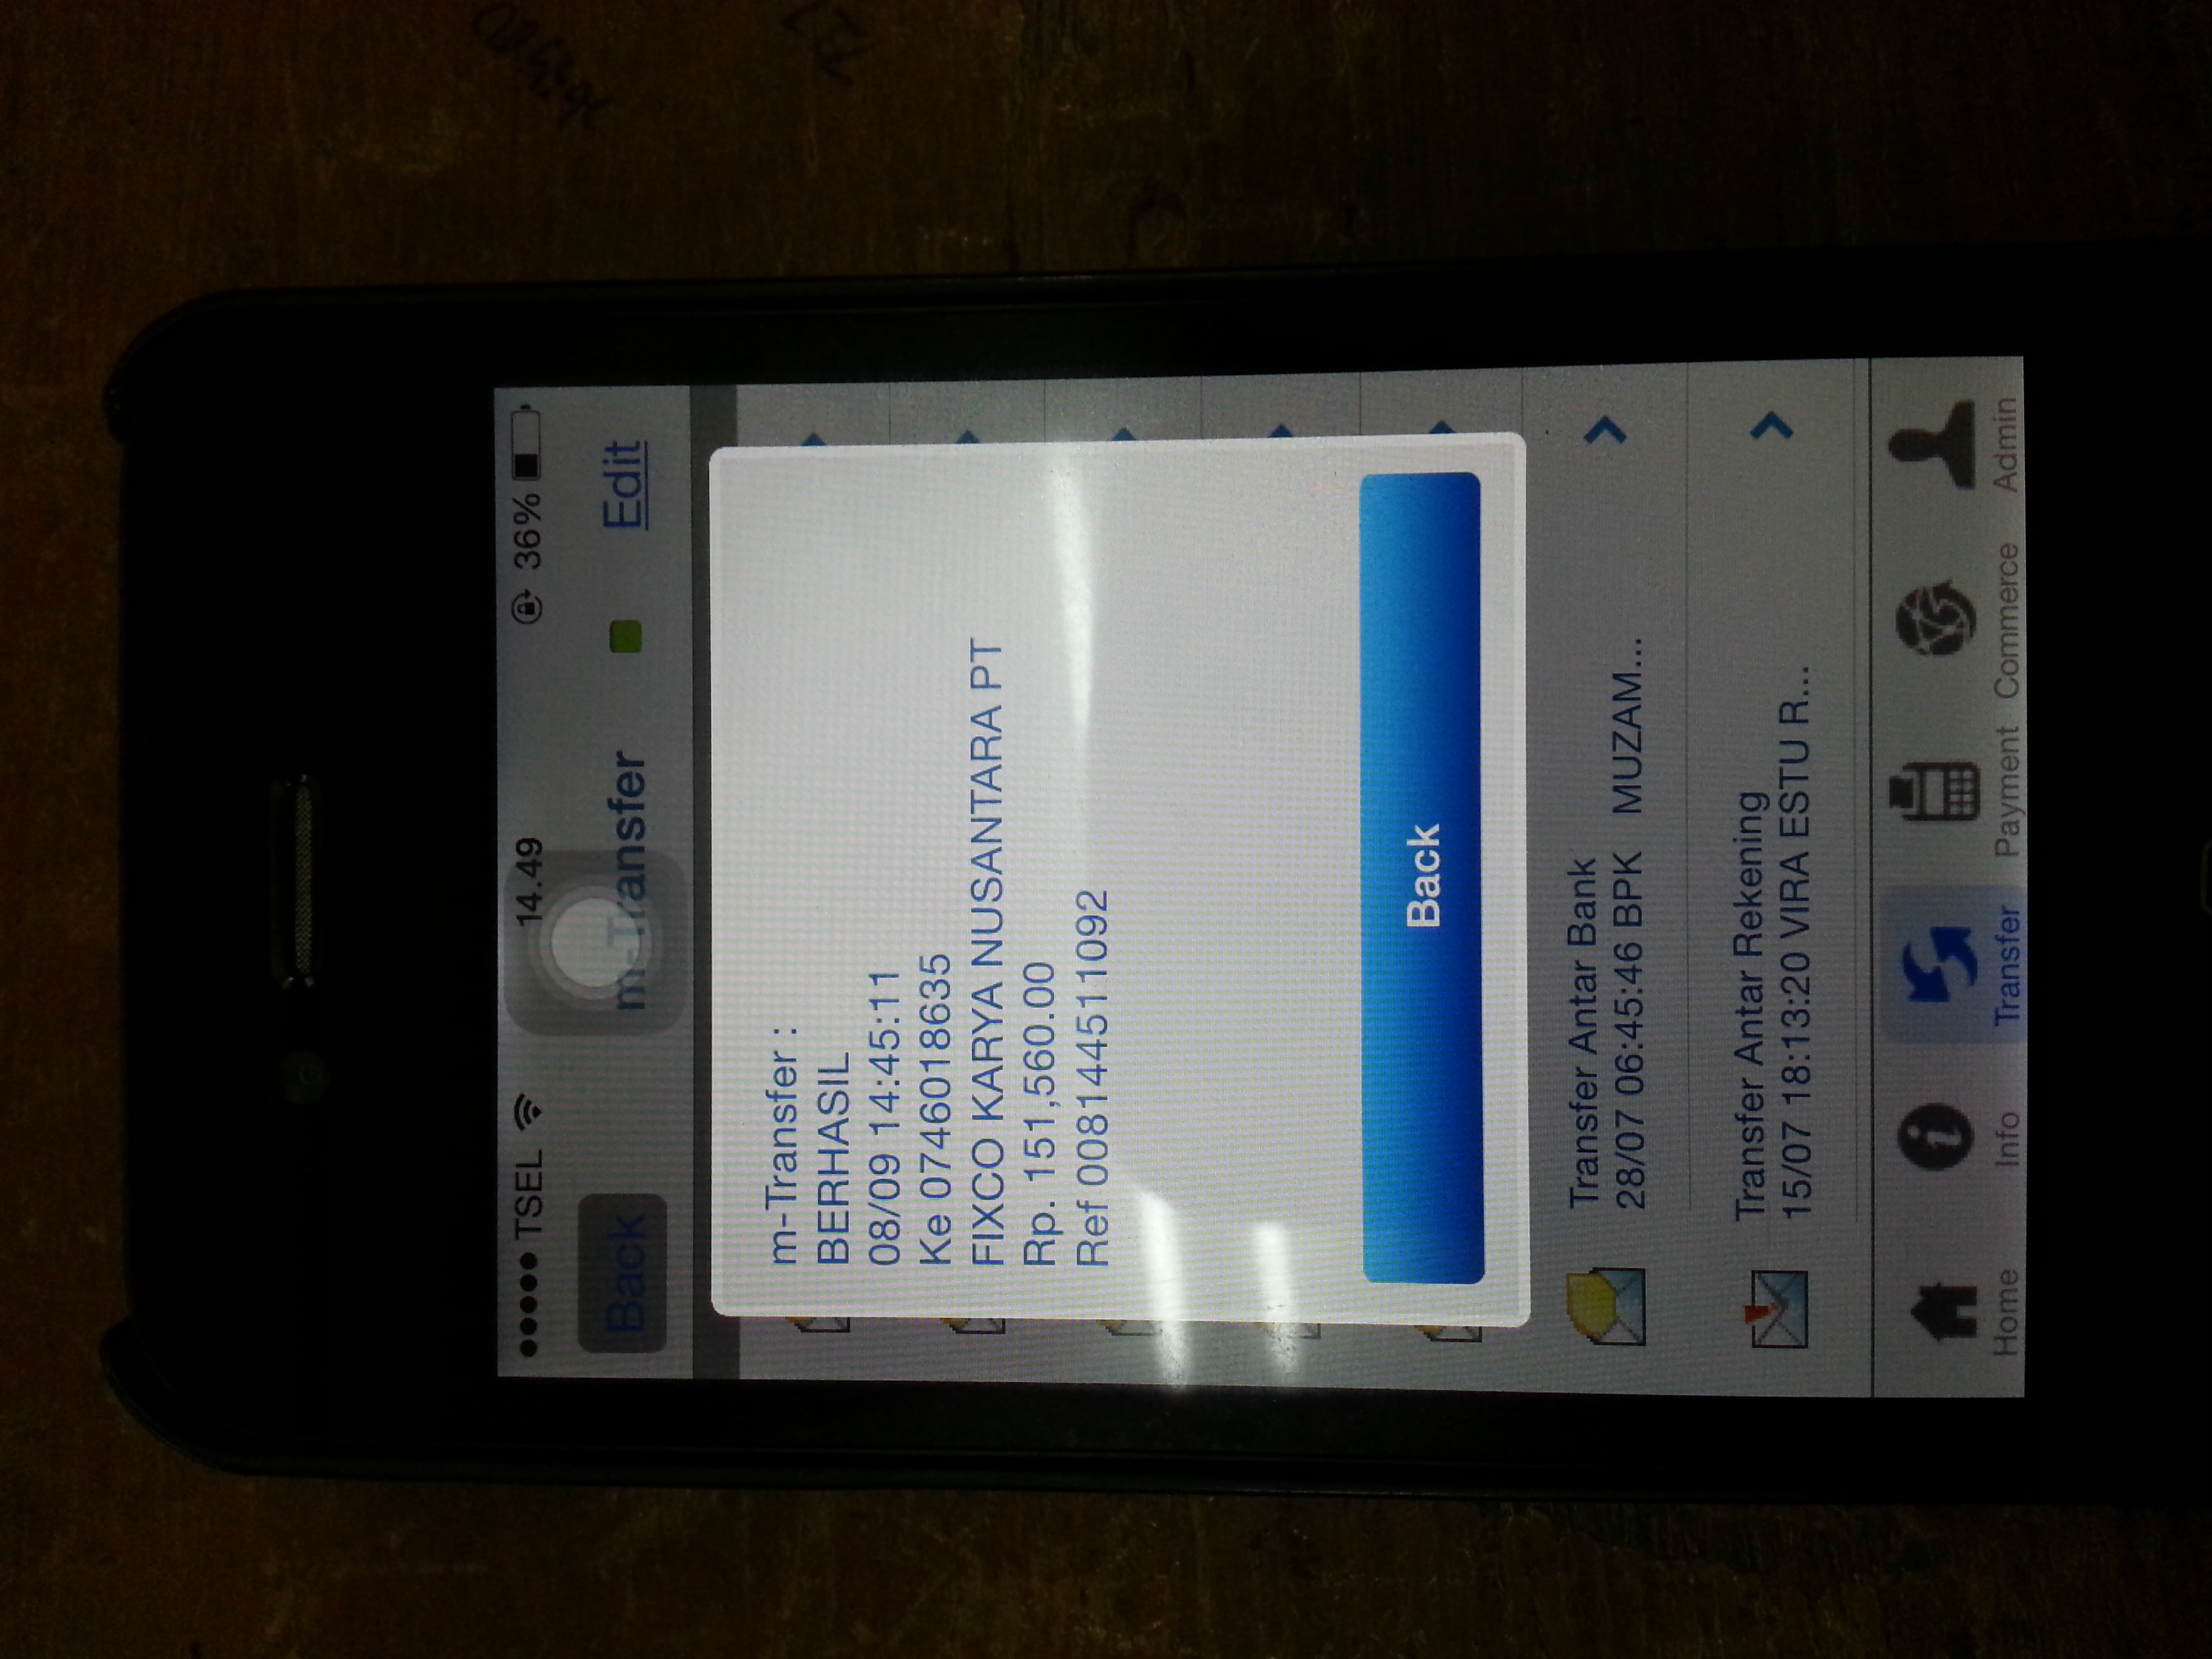 TSEL 14.49 36%
Back m-Transfer Edit
m-Transfer :
BERHASIL
08/09 14:45:11
Ke 0746018635
FIXCO KARYA NUSANTARA PT
Rp. 151,560.00
Ref 008144511092
Back
Transfer Antar Bank
28/07 06:45:46 BPK MUZAM...
Transfer Antar Rekening
15/07 18:13:20 VIRA ESTU R...
Home Info Transfer Payment Commerce Admin